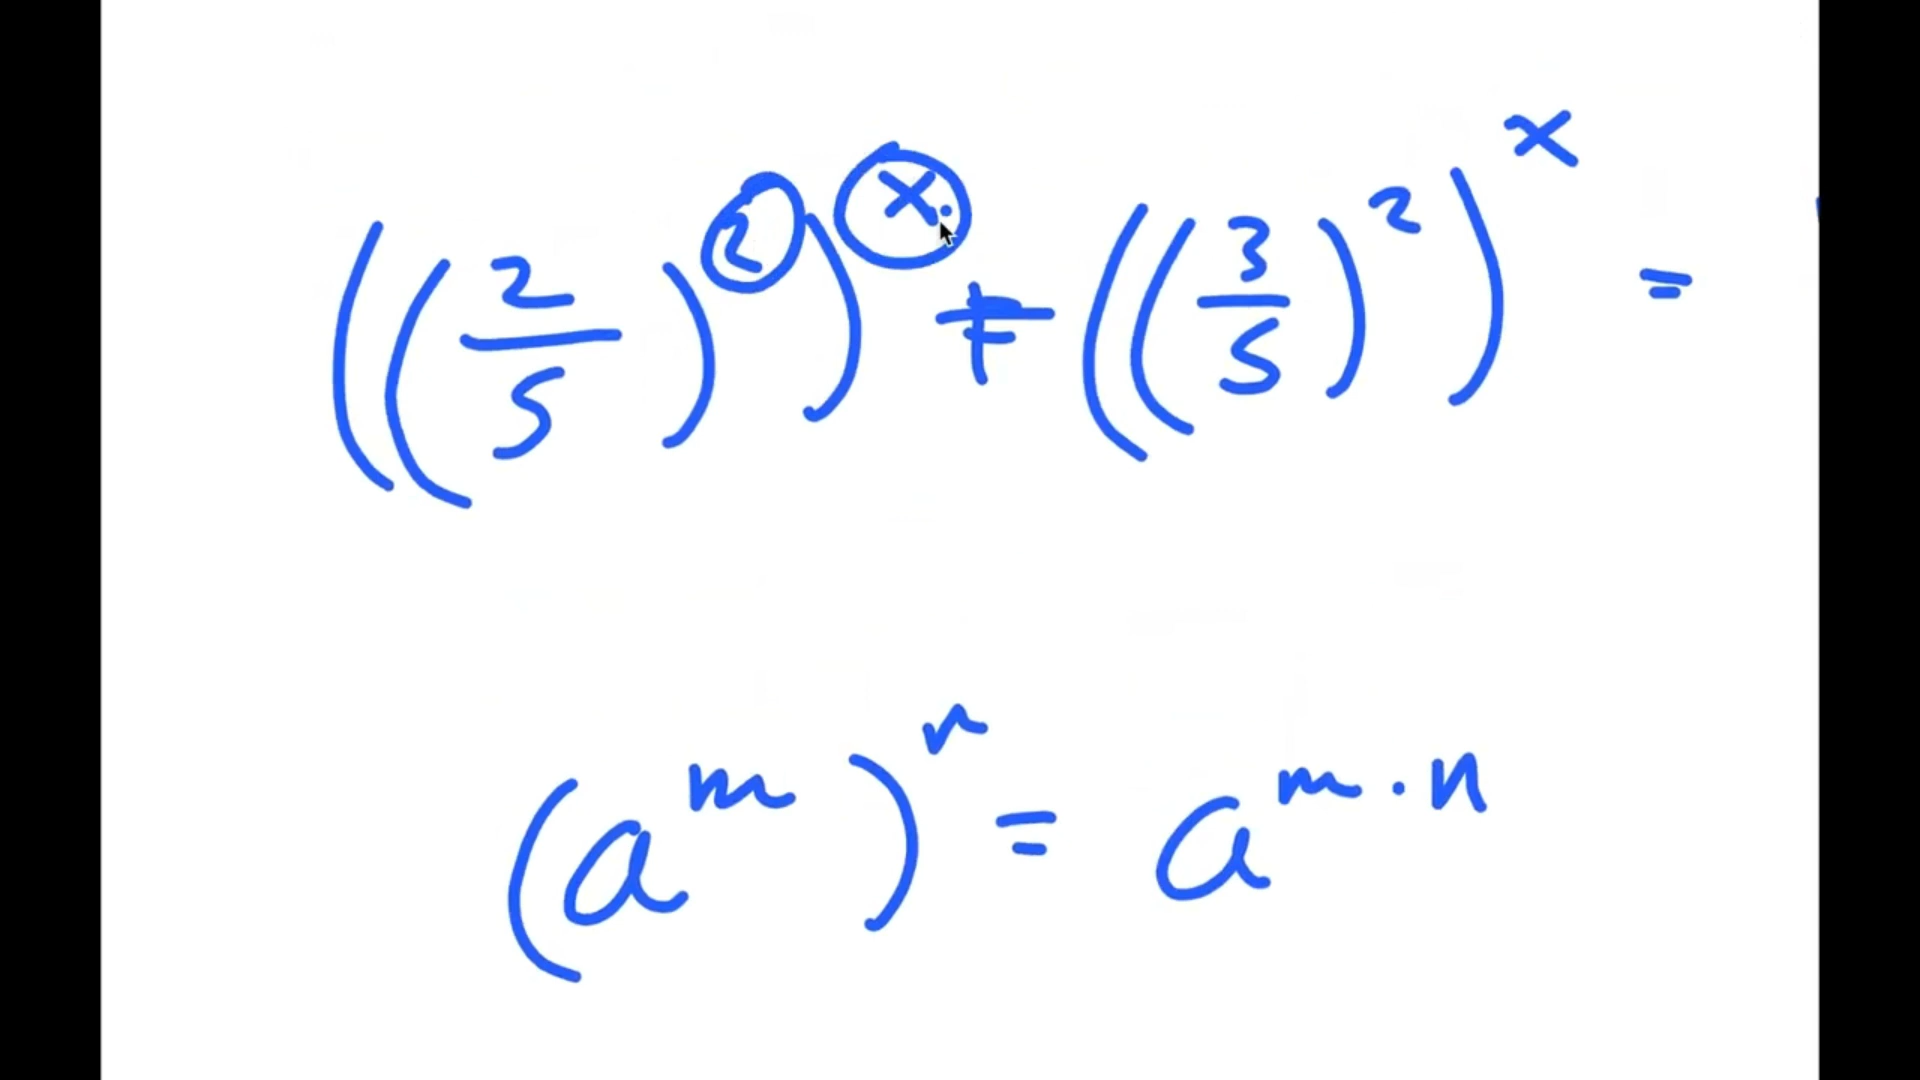 ((2/5)^2)^x + ((3/5)^2)^x =
(a^m)^n = a^{m·n}